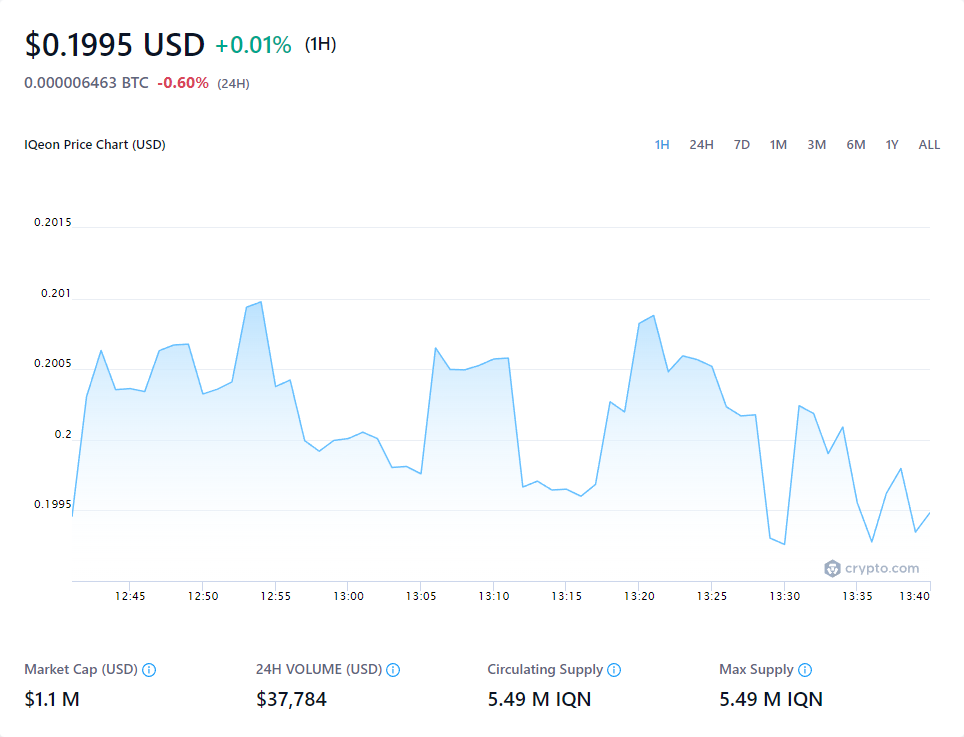 $0.1995 USD +0.01% (1H)
0.000006463 BTC -0.60% (24H)
IQeon Price Chart (USD) 1H 24H 7D 1M 3M 6M 1Y ALL
0.2015
0.201
0.2005
0.2
0.1995
crypto.com
12:45 12:50 12:55 13:00 13:05 13:10 13:15 13:20 13:25 13:30 13:35 13:40
Market Cap (USD) 24H VOLUME (USD) Circulating Supply Max Supply
$1.1 M $37,784 5.49 M IQN 5.49 M IQN